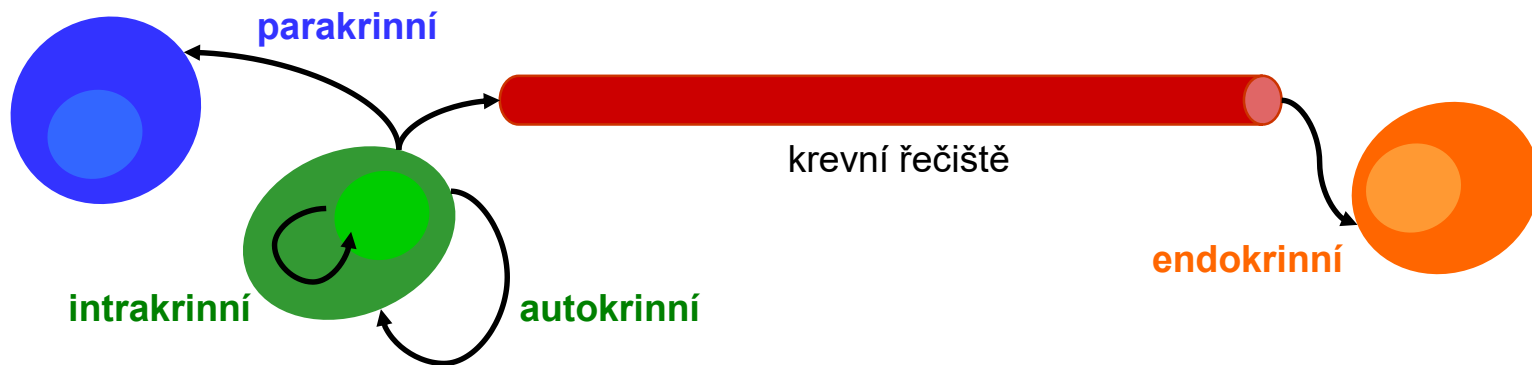 parakrinní
krevní řečiště
endokrinní
intrakrinní
autokrinní